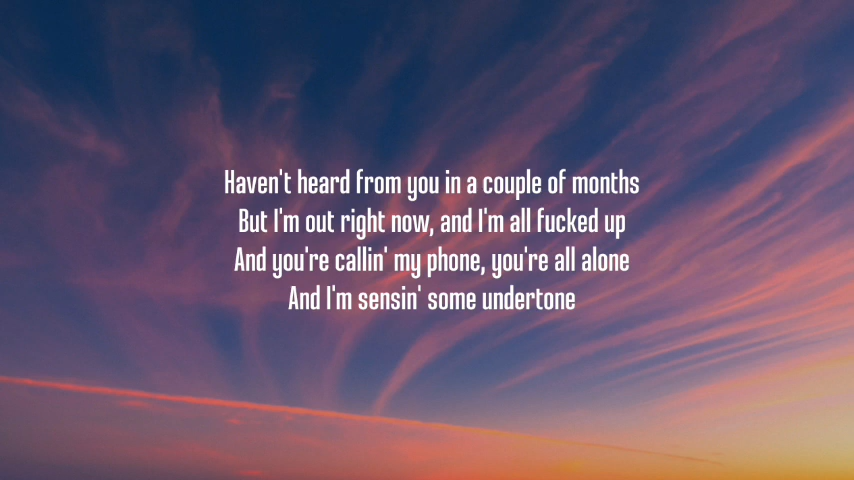 Haven't heard from you in a couple of months
But I'm out right now, and I'm all fucked up
And you're callin' my phone, you're all alone
And I'm sensin' some undertone